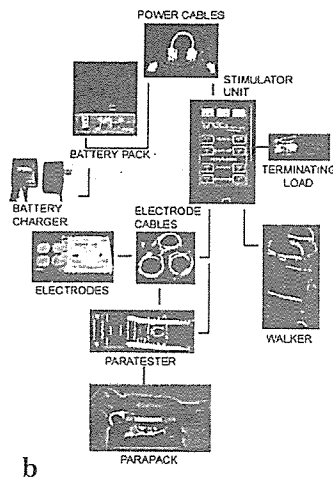 POWER CABLES
STIMULATOR
UNIT
BATTERY PACK
TERMINATING
LOAD
BATTERY
CHARGER
ELECTRODE
CABLES
ELECTRODES
WALKER
PARATESTER
PARAPACK
b